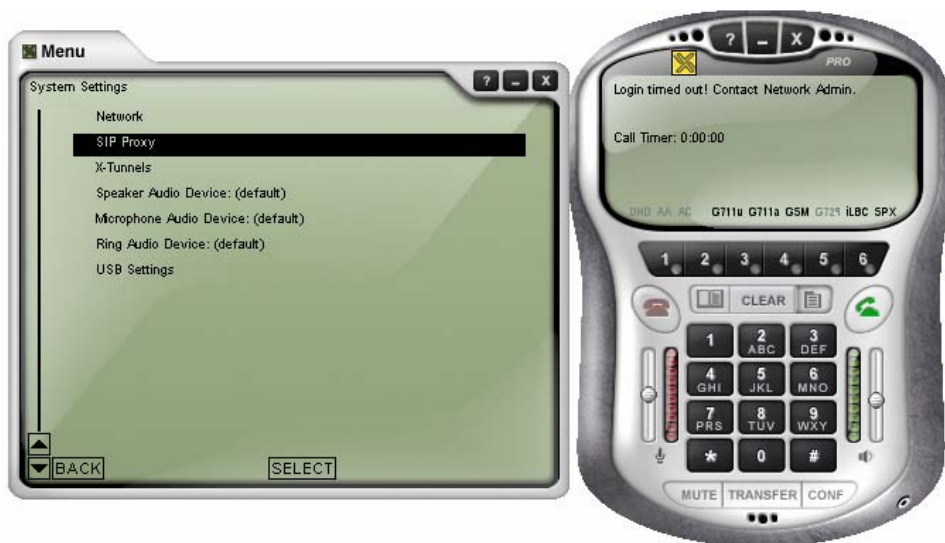 Menu
?
X
System Settings
Network
SIP Proxy
X-Tunnels
Speaker Audio Device: (default)
Microphone Audio Device: (default)
Ring Audio Device: (default)
USB Settings
BACK
SELECT
?
X
PRO
Login timed out! Contact Network Admin.
Call Timer: 0:00:00
DND AA AC G711u G711a GSM G729 iLBC SPX
1 2 3 4 5 6
CLEAR
1 2 3
ABC DEF
4 5 6
GHI JKL MNO
7 8 9
PRS TUV WXY
* 0 #
MUTE TRANSFER CONF